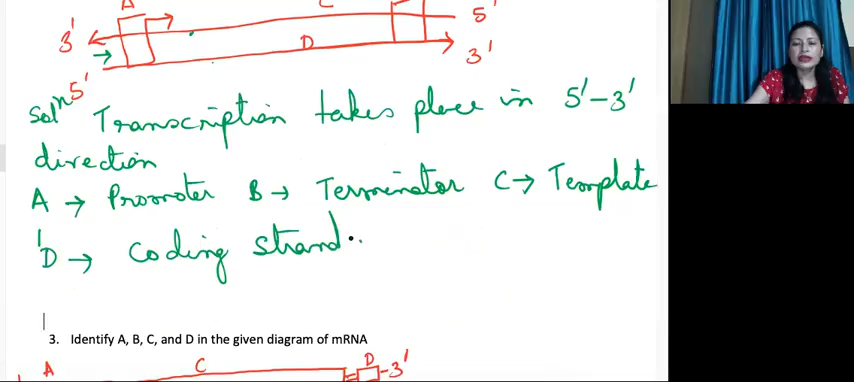 A C
3' 5'
D 3'
5'
Solⁿ Transcription takes place in 5'-3'
direction
A → Promoter B → Terminator C → Template
D → Coding strand.
3. Identify A, B, C, and D in the given diagram of mRNA
A C D -3'